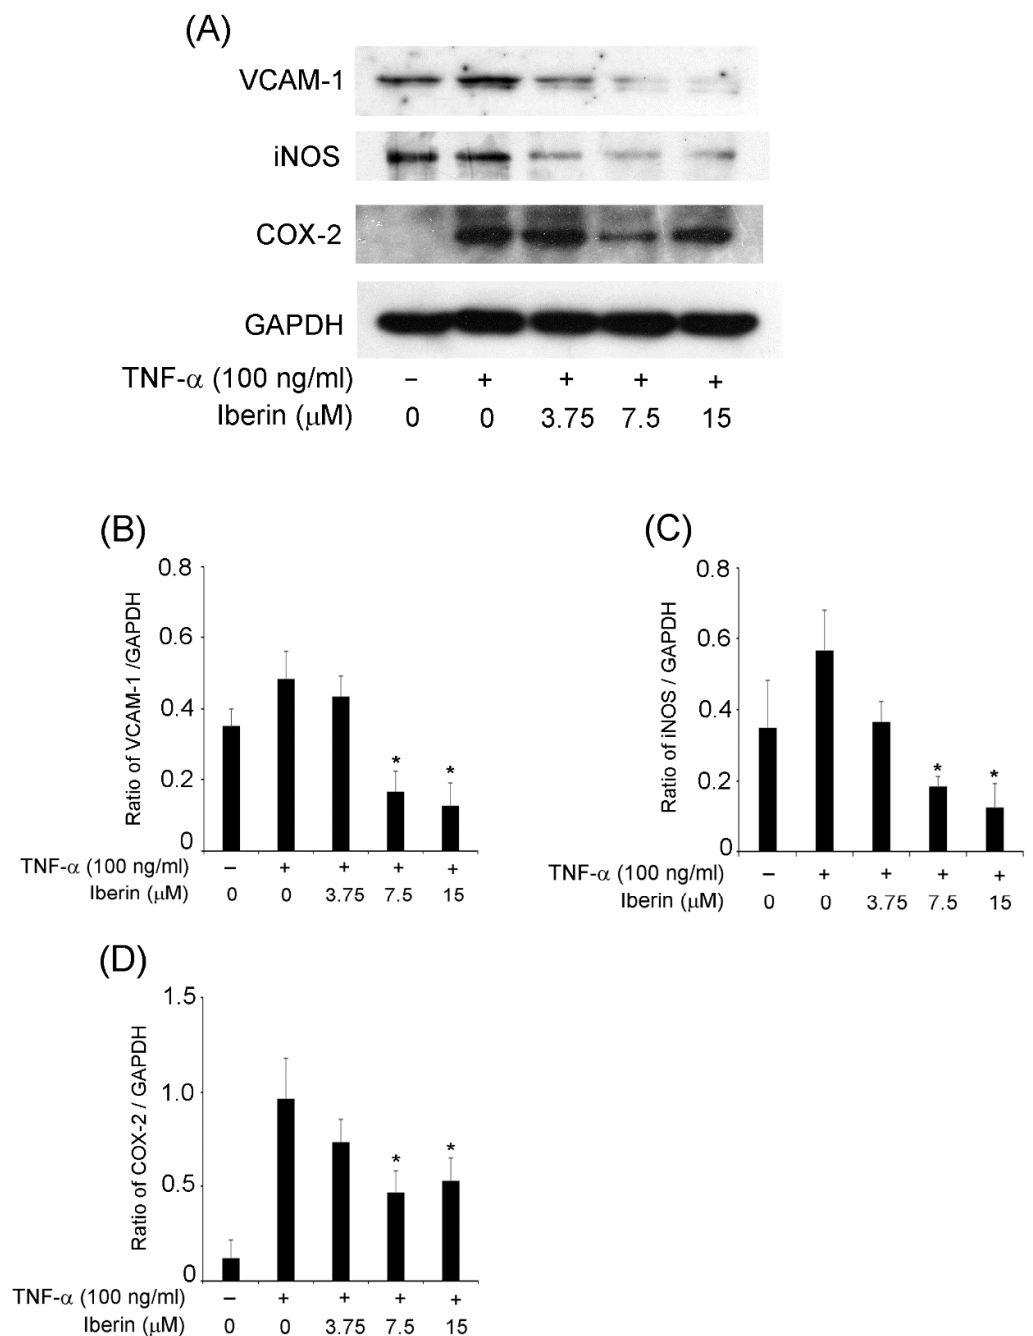 (A)
VCAM-1
iNOS
COX-2
GAPDH
TNF-α (100 ng/ml) – + + + +
Iberin (μM) 0 0 3.75 7.5 15
(B)
Ratio of VCAM-1 /GAPDH
0.8
0.6
0.4
0.2
0
* *
TNF-α (100 ng/ml) – + + + +
Iberin (μM) 0 0 3.75 7.5 15
(C)
Ratio of iNOS / GAPDH
0.8
0.6
0.4
0.2
0
* *
TNF-α (100 ng/ml) – + + + +
Iberin (μM) 0 0 3.75 7.5 15
(D)
Ratio of COX-2 / GAPDH
1.5
1.0
0.5
0
* *
TNF-α (100 ng/ml) – + + + +
Iberin (μM) 0 0 3.75 7.5 15